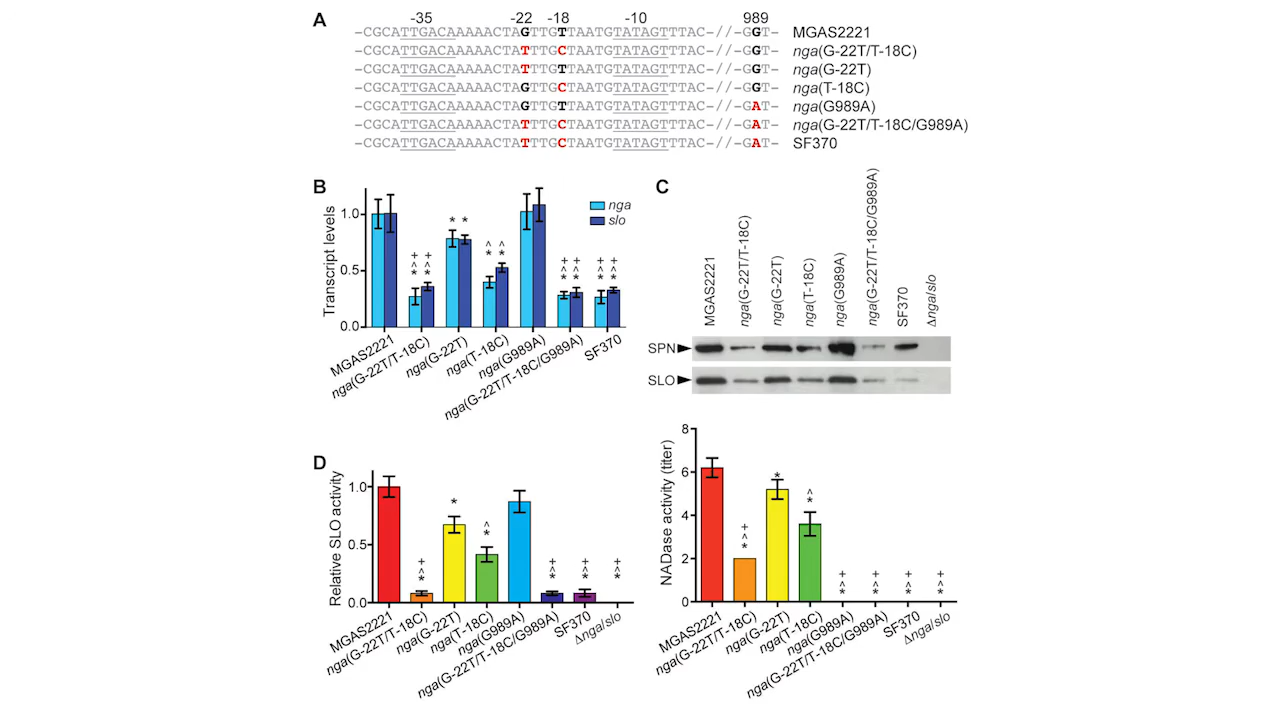 A
-35 -22 -18 -10 989
–CGCATTGACAAAAACTAGTTGTTAATGTATAGTTTAC–//–GGT– MGAS2221
–CGCATTGACAAAAACTATTTGCTAATGTATAGTTTAC–//–GGT– nga(G-22T/T-18C)
–CGCATTGACAAAAACTATTTGTTAATGTATAGTTTAC–//–GGT– nga(G-22T)
–CGCATTGACAAAAACTAGTTGCTAATGTATAGTTTAC–//–GGT– nga(T-18C)
–CGCATTGACAAAAACTAGTTGTTAATGTATAGTTTAC–//–GAT– nga(G989A)
–CGCATTGACAAAAACTATTTGCTAATGTATAGTTTAC–//–GAT– nga(G-22T/T-18C/G989A)
–CGCATTGACAAAAACTATTTGCTAATGTATAGTTTAC–//–GAT– SF370
B
Transcript levels
1.0
0.5
0.0
nga
slo
+ + * * ^ ^ + + + +
^ ^ * * ^ ^ ^ ^
* * * * * *
MGAS2221
nga(G-22T/T-18C)
nga(G-22T)
nga(T-18C)
nga(G989A)
nga(G-22T/T-18C/G989A)
SF370
C
MGAS2221
nga(G-22T/T-18C)
nga(G-22T)
nga(T-18C)
nga(G989A)
nga(G-22T/T-18C/G989A)
SF370
Δnga/slo
SPN
SLO
D
Relative SLO activity
1.0
0.5
0.0
+ * ^ + + +
^ * ^ ^ ^
* * * *
MGAS2221
nga(G-22T/T-18C)
nga(G-22T)
nga(T-18C)
nga(G989A)
nga(G-22T/T-18C/G989A)
SF370
Δnga/slo
NADase activity (titer)
8
6
4
2
0
+ * ^ + + + +
^ * ^ ^ ^ ^
* * * * *
MGAS2221
nga(G-22T/T-18C)
nga(G-22T)
nga(T-18C)
nga(G989A)
nga(G-22T/T-18C/G989A)
SF370
Δnga/slo